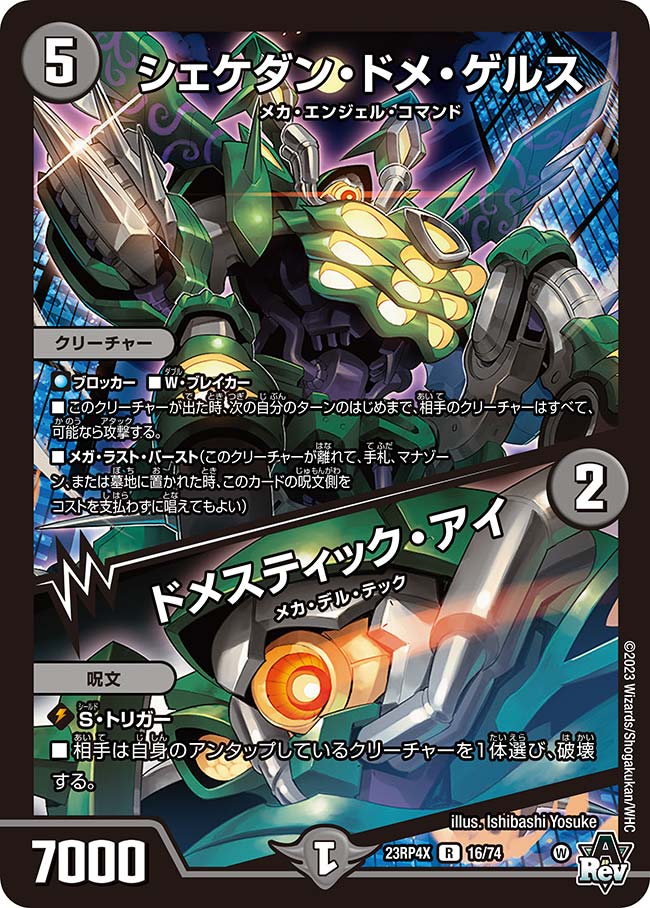 5
シェケダン・ドメ・ゲルス
メカ・エンジェル・コマンド
クリーチャー
ブロッカー ■W・ブレイカー
■このクリーチャーが出た時、次の自分のターンのはじめまで、相手のクリーチャーはすべて、
可能なら攻撃する。
■メガ・ラスト・バースト(このクリーチャーが離れて、手札、マナゾー
ン、または墓地に置かれた時、このカードの呪文側を
コストを支払わずに唱えてもよい)
2
ドメスティック・アイ
メカ・デル・テック
呪文
S・トリガー
■相手は自身のアンタップしているクリーチャーを1体選び、破壊
する。
illus. Ishibashi Yosuke
©2023 Wizards/Shogakukan/WHC
7000
1
23RP4X R 16/74
W
A Rev